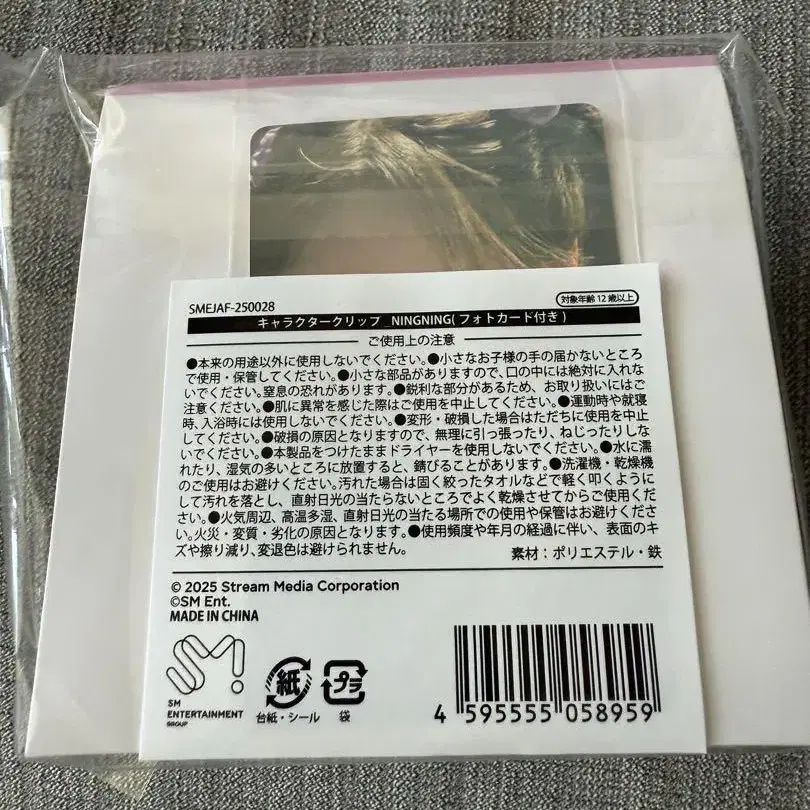 SMEJAF-250028
対象年齢12歳以上
キャラクタークリップ_NINGNING(フォトカード付き)
ご使用上の注意
●本来の用途以外に使用しないでください。●小さなお子様の手の届かないところ
で使用・保管してください。●小さな部品がありますので、口の中には絶対に入れな
いでください。窒息の恐れがあります。●鋭利な部分があるため、お取り扱いにはご
注意ください。●肌に異常を感じた際はご使用を中止してください。●運動時や就寝
時、入浴時には使用しないでください。●変形・破損した場合はただちに使用を中止
してください。●破損の原因となりますので、無理に引っ張ったり、ねじったりしな
いでください。●本製品をつけたままドライヤーを使用しないでください。●水に濡
れたり、湿気の多いところに放置すると、錆びることがあります。●洗濯機・乾燥機
のご使用はお避けください。汚れた場合は固く絞ったタオルなどで軽く叩くように
して汚れを落とし、直射日光の当たらないところでよく乾燥させてからご使用くだ
さい。●火気周辺、高温多湿、直射日光の当たる場所での使用や保管はお避けくださ
い。火災・変質・劣化の原因となります。●使用頻度や年月の経過に伴い、表面のキ
ズや擦り減り、変退色は避けられません。
素材：ポリエステル・鉄
© 2025 Stream Media Corporation
©SM Ent.
MADE IN CHINA
SM
ENTERTAINMENT
GROUP
紙
台紙・シール
プラ
袋
4 595555 058959